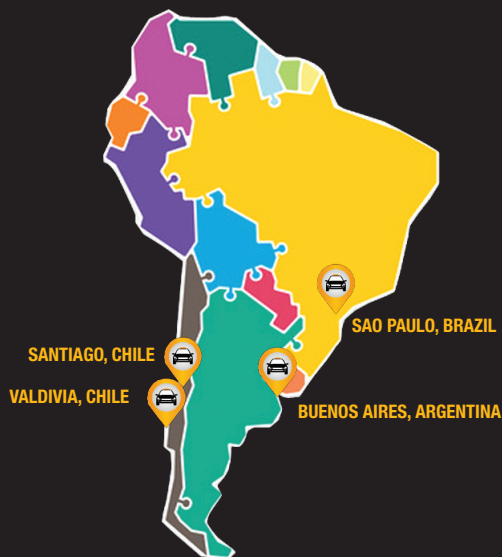 SAO PAULO, BRAZIL
SANTIAGO, CHILE
VALDIVIA, CHILE
BUENOS AIRES, ARGENTINA